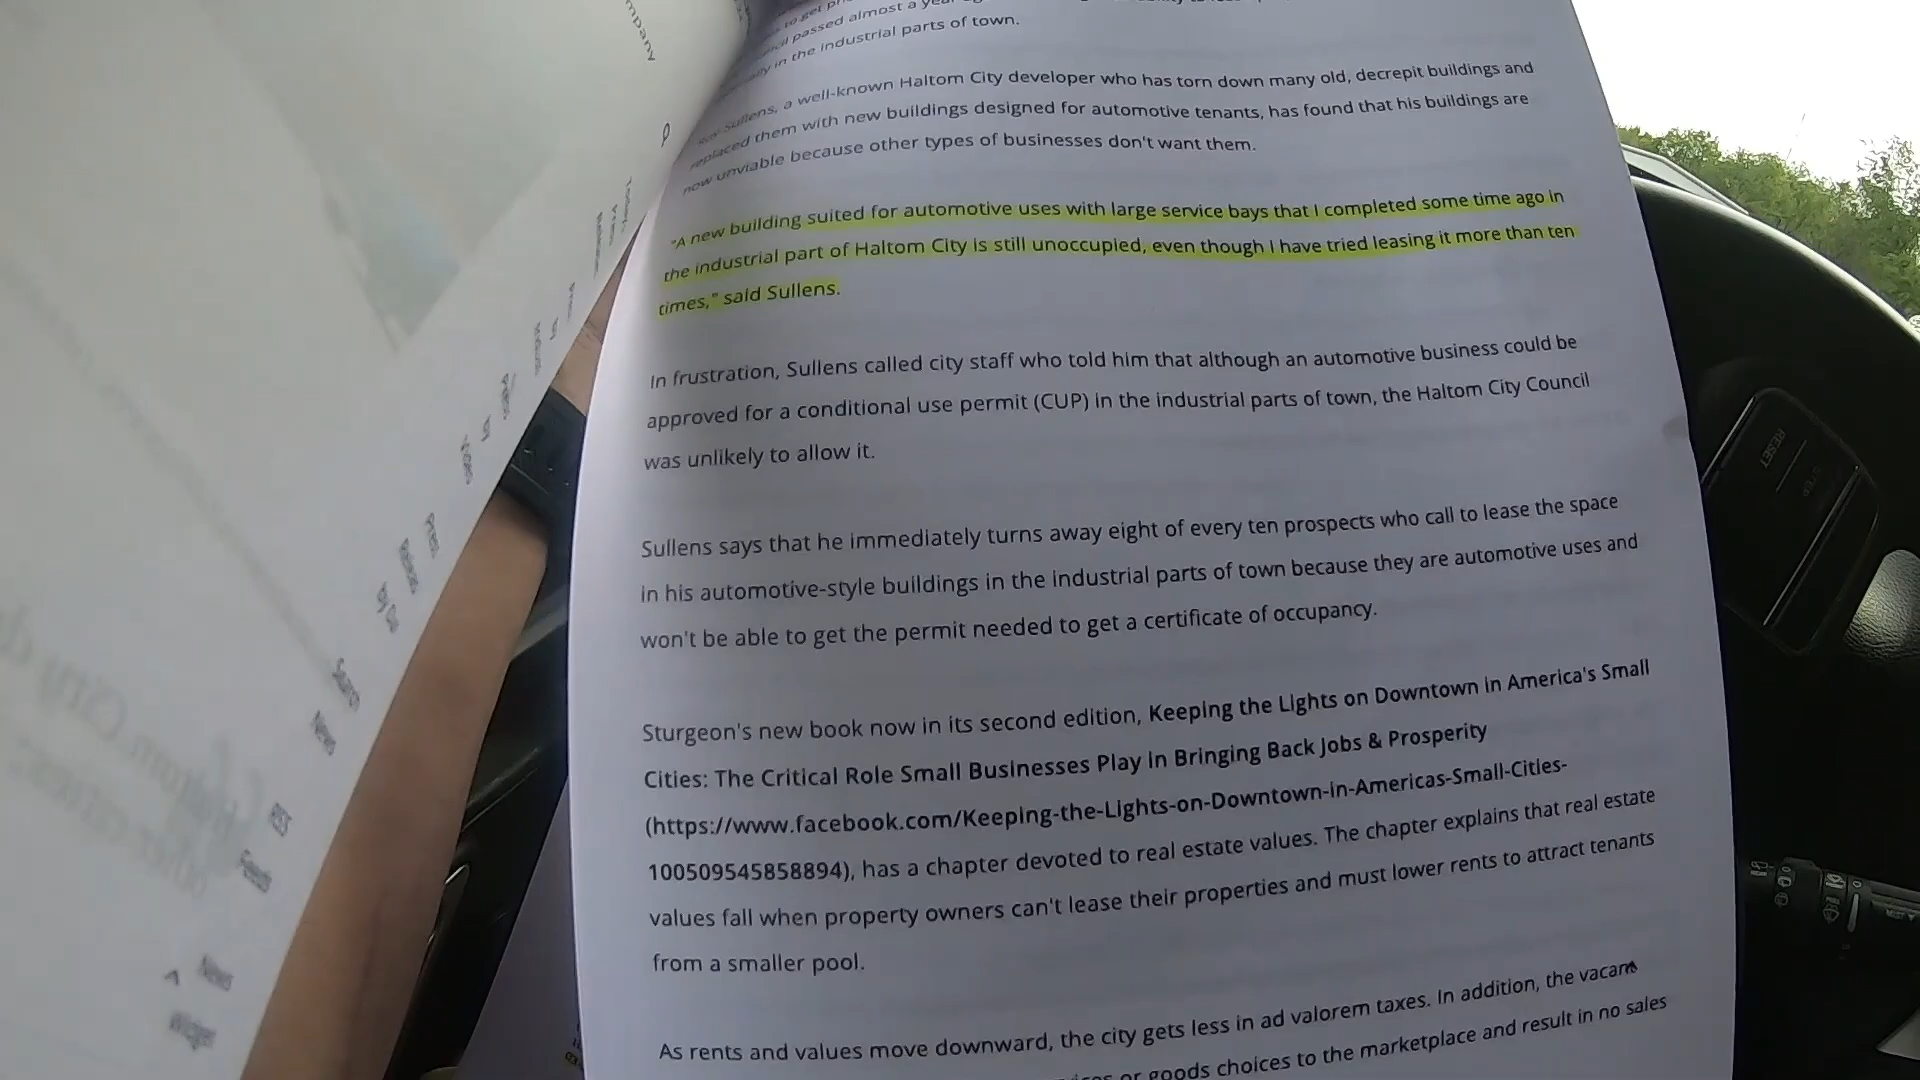 passed almost a year
in the industrial parts of town.
Sullens, a well-known Haltom City developer who has torn down many old, decrepit buildings and
replaced them with new buildings designed for automotive tenants, has found that his buildings are
now unviable because other types of businesses don't want them.
"A new building suited for automotive uses with large service bays that I completed some time ago in
the industrial part of Haltom City is still unoccupied, even though I have tried leasing it more than ten
times," said Sullens.
In frustration, Sullens called city staff who told him that although an automotive business could be
approved for a conditional use permit (CUP) in the industrial parts of town, the Haltom City Council
was unlikely to allow it.
Sullens says that he immediately turns away eight of every ten prospects who call to lease the space
in his automotive-style buildings in the industrial parts of town because they are automotive uses and
won't be able to get the permit needed to get a certificate of occupancy.
Sturgeon's new book now in its second edition, Keeping the Lights on Downtown in America's Small
Cities: The Critical Role Small Businesses Play in Bringing Back Jobs & Prosperity
(https://www.facebook.com/Keeping-the-Lights-on-Downtown-in-Americas-Small-Cities-
100509545858894), has a chapter devoted to real estate values. The chapter explains that real estate
values fall when property owners can't lease their properties and must lower rents to attract tenants
from a smaller pool.
As rents and values move downward, the city gets less in ad valorem taxes. In addition, the vacant
or goods choices to the marketplace and result in no sales
Search
News
RSS
Feeds
News
RESET
MIST